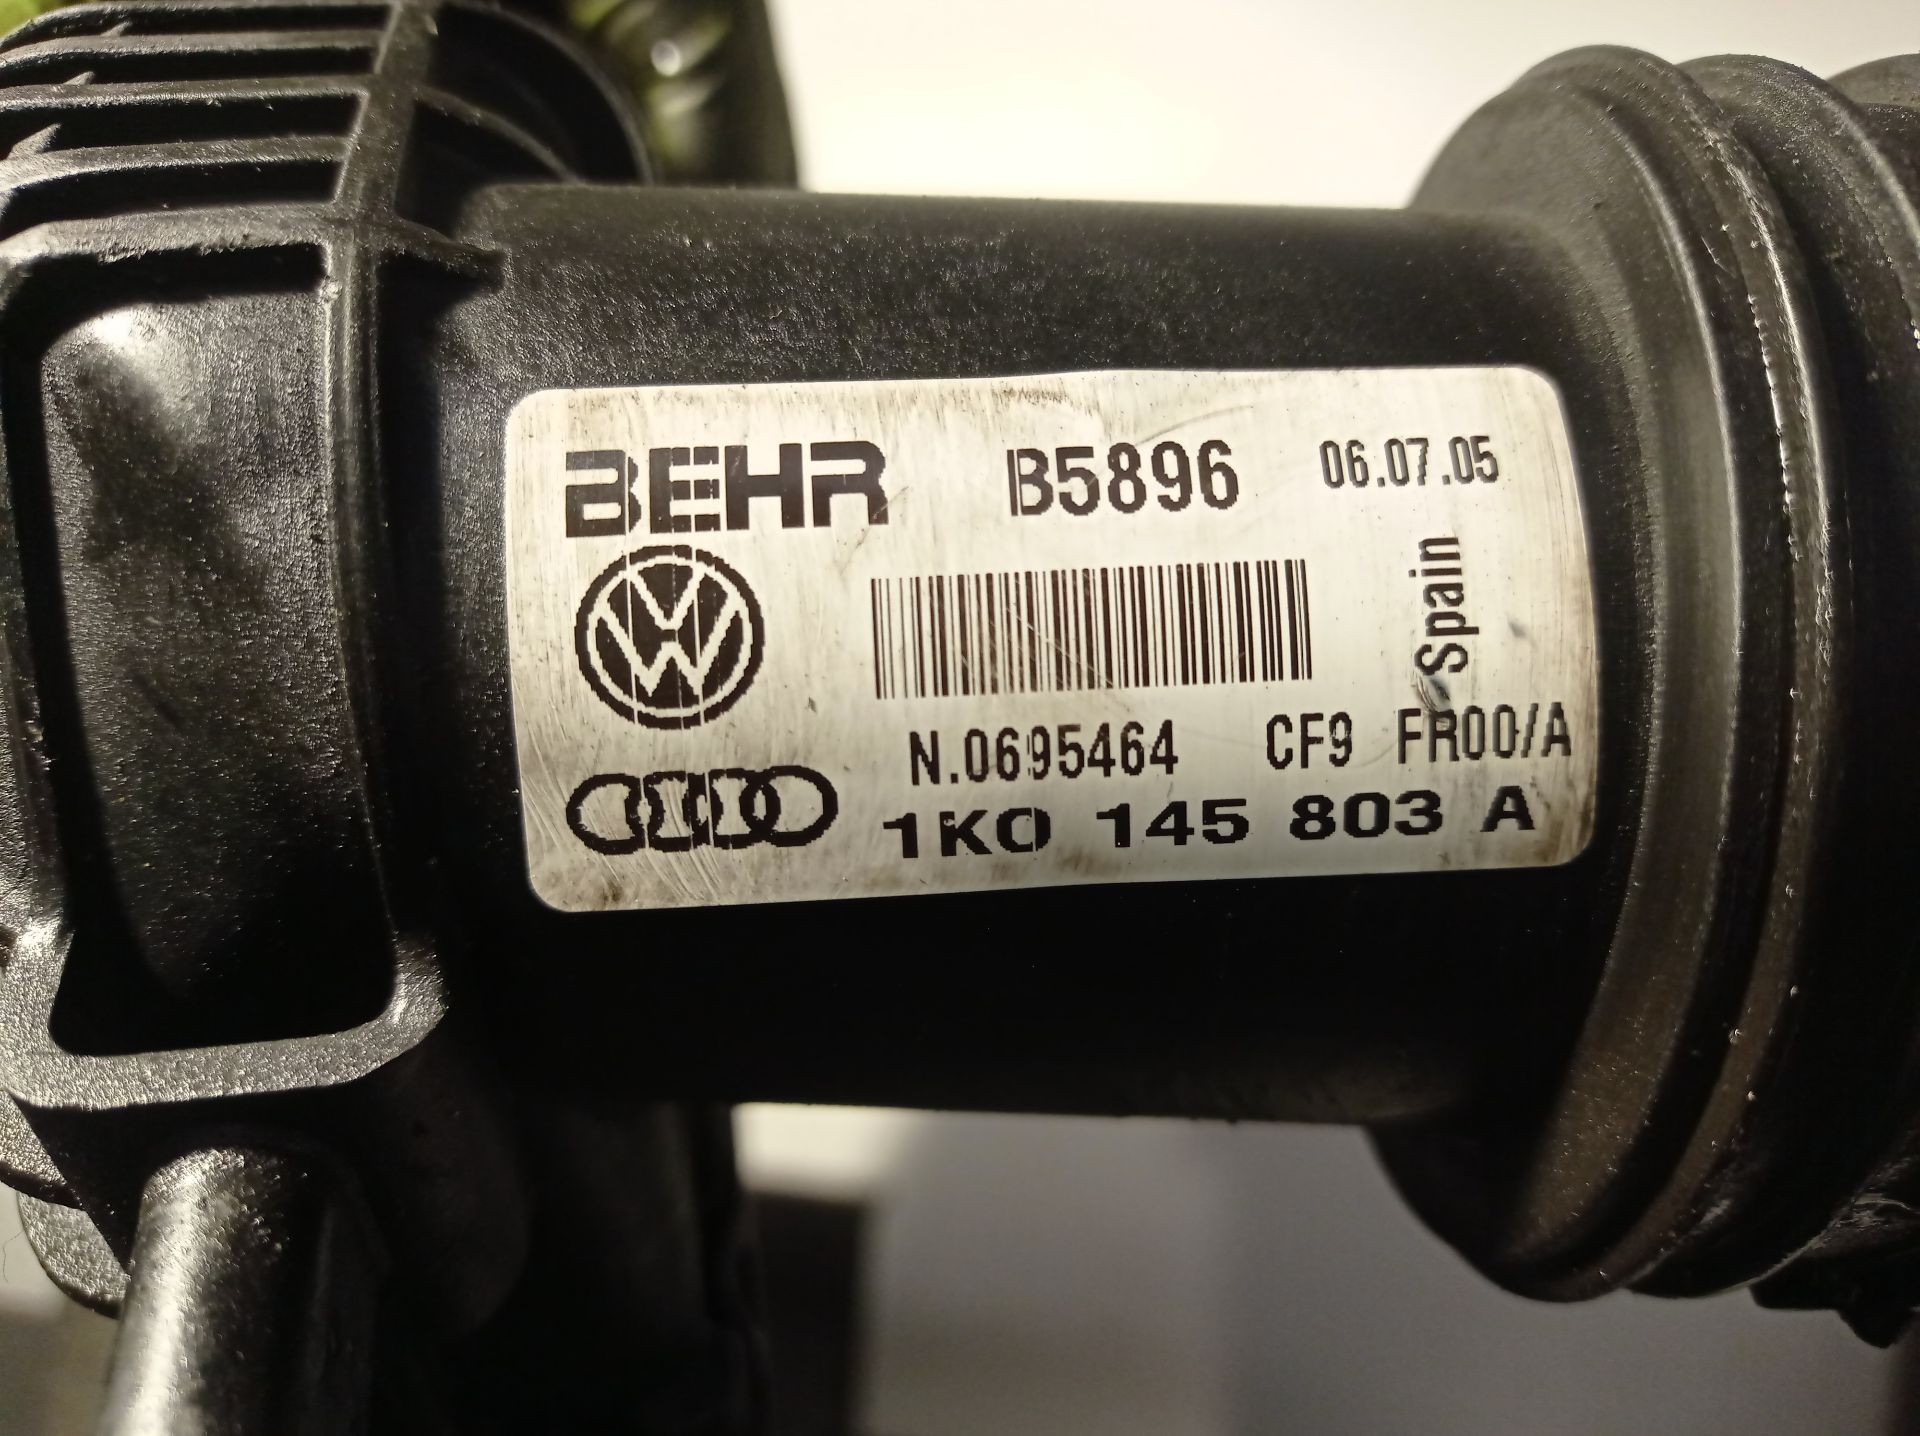 BEHR B5896 06.07.05
Spain
N.0695464 CF9 FR00/A
1K0 145 803 A